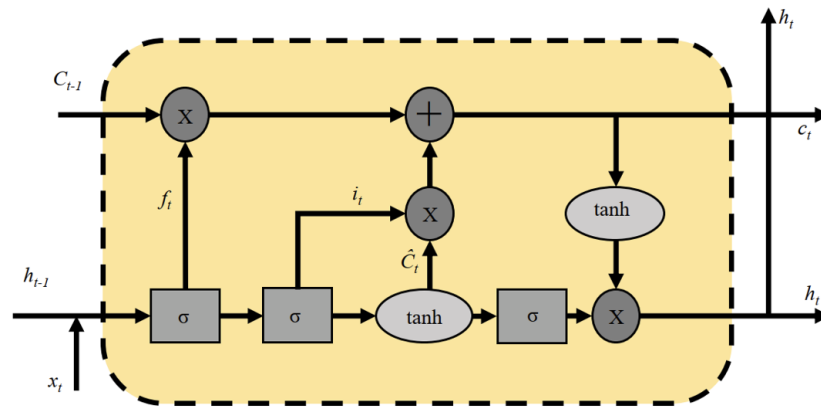 h_t
C_{t-1}
X
+
c_t
f_t
i_t
X
tanh
Ĉ_t
h_{t-1}
σ
σ
tanh
σ
X
h_t
x_t